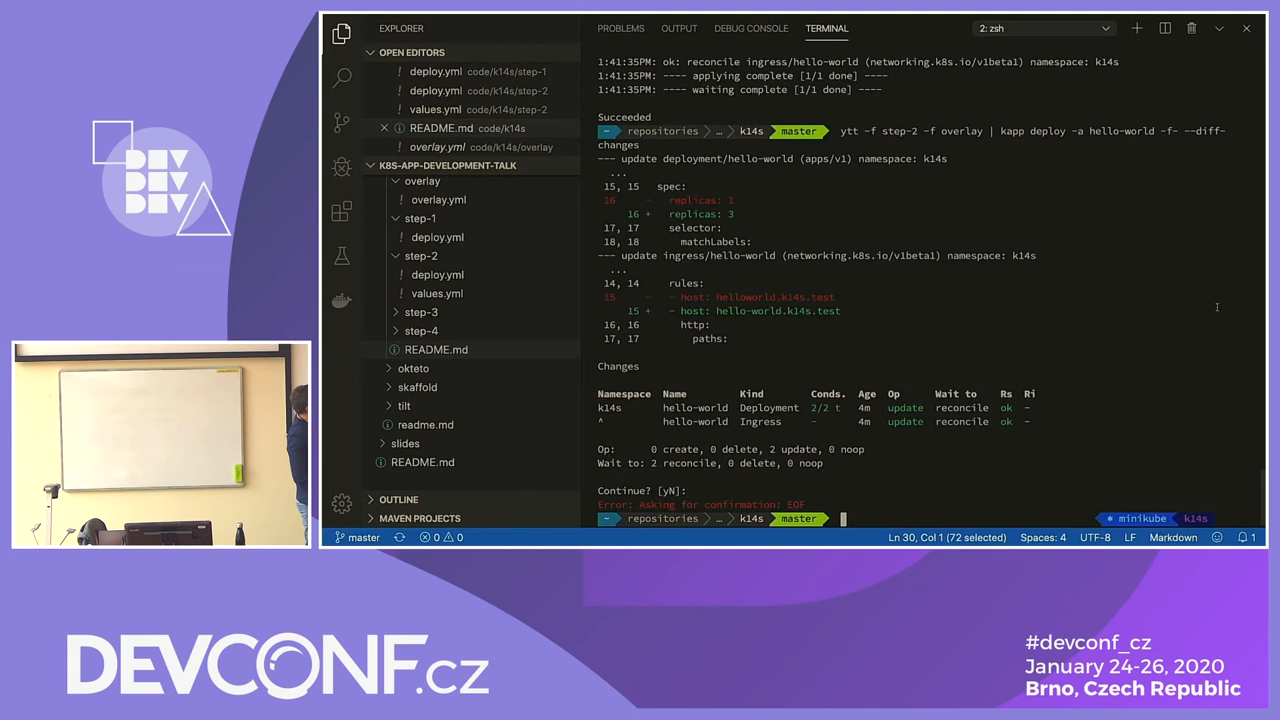 EXPLORER
OPEN EDITORS
! deploy.yml code/k14s/step-1
! deploy.yml code/k14s/step-2
! values.yml code/k14s/step-2
README.md code/k14s
! overlay.yml code/k14s/overlay
K8S-APP-DEVELOPMENT-TALK
overlay
! overlay.yml
step-1
! deploy.yml
step-2
! deploy.yml
! values.yml
step-3
step-4
README.md
okteto
skaffold
tilt
readme.md
slides
README.md
OUTLINE
MAVEN PROJECTS
PROBLEMS OUTPUT DEBUG CONSOLE TERMINAL 2: zsh
1:41:35PM: ok: reconcile ingress/hello-world (networking.k8s.io/v1beta1) namespace: k14s
1:41:35PM: ---- applying complete [1/1 done] ----
1:41:35PM: ---- waiting complete [1/1 done] ----
Succeeded
~ repositories … k14s master ytt -f step-2 -f overlay | kapp deploy -a hello-world -f- --diff-
changes
--- update deployment/hello-world (apps/v1) namespace: k14s
...
15, 15 spec:
16 - replicas: 1
16 + replicas: 3
17, 17 selector:
18, 18 matchLabels:
--- update ingress/hello-world (networking.k8s.io/v1beta1) namespace: k14s
...
14, 14 rules:
15 - - host: helloworld.k14s.test
15 + - host: hello-world.k14s.test
16, 16 http:
17, 17 paths:
Changes
Namespace Name Kind Conds. Age Op Wait to Rs Ri
k14s hello-world Deployment 2/2 t 4m update reconcile ok -
^ hello-world Ingress - 4m update reconcile ok -
Op: 0 create, 0 delete, 2 update, 0 noop
Wait to: 2 reconcile, 0 delete, 0 noop
Continue? [yN]:
Error: Asking for confirmation: EOF
~ repositories … k14s master minikube k14s
master 0 0 Ln 30, Col 1 (72 selected) Spaces: 4 UTF-8 LF Markdown 1
DEV
DEV
DEV
DEVCONF.cz
#devconf_cz
January 24-26, 2020
Brno, Czech Republic